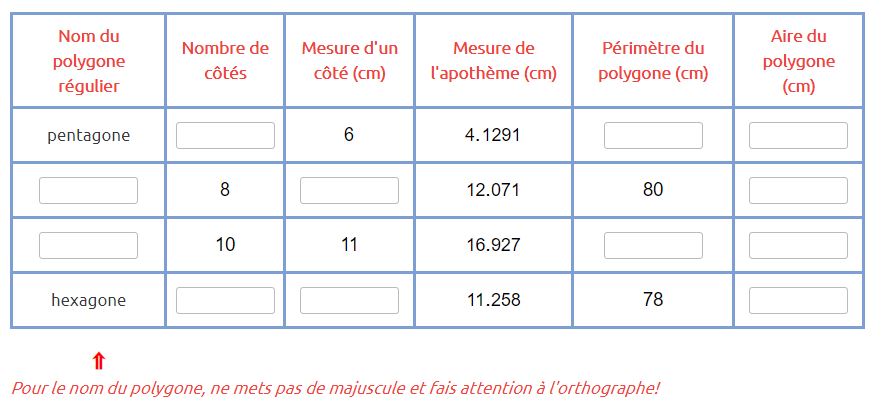 Nom du
polygone
régulier
Nombre de
côtés
Mesure d'un
côté (cm)
Mesure de
l'apothème (cm)
Périmètre du
polygone (cm)
Aire du
polygone
(cm)
pentagone 6 4.1291
8 12.071 80
10 11 16.927
hexagone 11.258 78
⇑
Pour le nom du polygone, ne mets pas de majuscule et fais attention à l'orthographe!